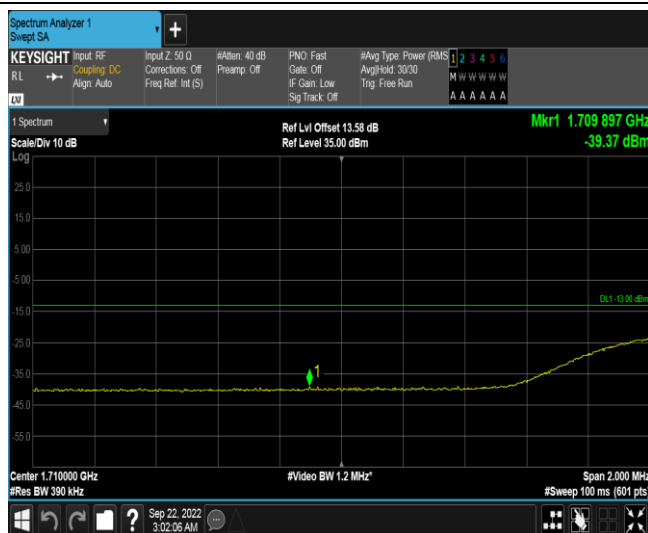 Spectrum Analyzer 1
Swept SA
+
KEYSIGHT
RL
Input: RF
Coupling: DC
Align: Auto
Input Z: 50 Ω
Corrections: Off
Freq Ref: Int (S)
#Atten: 40 dB
Preamp: Off
PNO: Fast
Gate: Off
IF Gain: Low
Sig Track: Off
#Avg Type: Power (RMS
Avg|Hold: 30/30
Trig: Free Run
1 2 3 4 5 6
M W W W W W
A A A A A A
1 Spectrum
Scale/Div 10 dB
Log
Ref Lvl Offset 13.58 dB
Ref Level 35.00 dBm
Mkr1 1.709 897 GHz
-39.37 dBm
25.0
15.0
5.00
-5.00
DL1 -13.00 dBm
-15.0
-25.0
-35.0
1
-45.0
-55.0
Center 1.710000 GHz
#Video BW 1.2 MHz*
Span 2.000 MHz
#Res BW 390 kHz
#Sweep 100 ms (601 pts)
?
Sep 22, 2022
3:02:06 AM